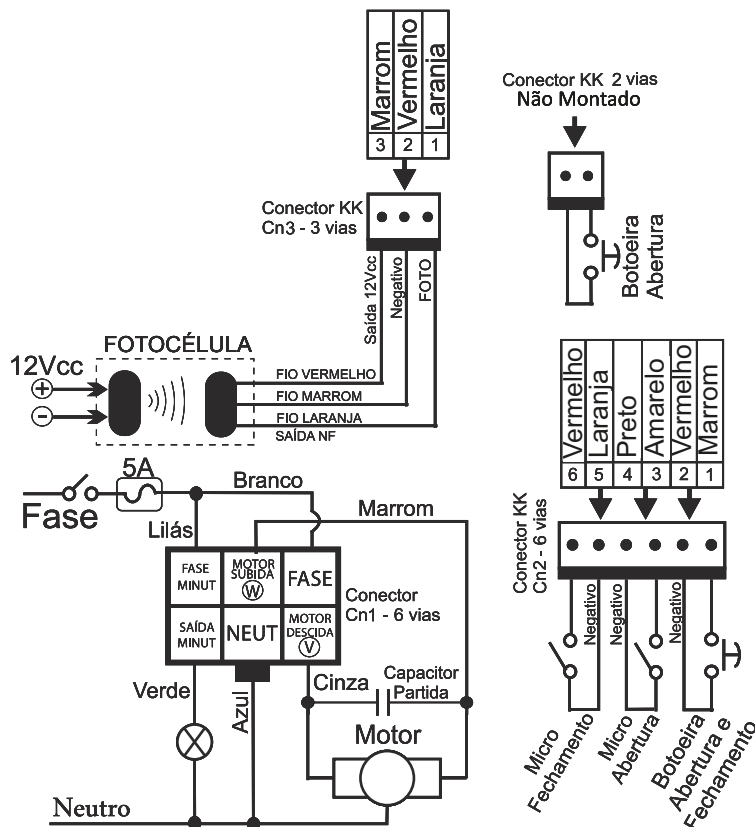 Marrom
Vermelho
Laranja
3 2 1
Conector KK
Cn3 - 3 vias
Saída 12Vcc
Negativo
FOTO
Conector KK 2 vias
Não Montado
Botoeira
Abertura
FOTOCÉLULA
12Vcc
+
-
FIO VERMELHO
FIO MARROM
FIO LARANJA
SAÍDA NF
Vermelho
Laranja
Preto
Amarelo
Vermelho
Marrom
6 5 4 3 2 1
Conector KK
Cn2 - 6 vias
Negativo
Negativo
Negativo
Micro
Fechamento
Micro
Abertura
Botoeira
Abertura e
Fechamento
5A
Fase
Branco
Lilás
Marrom
FASE
MINUT
MOTOR
SUBIDA
W
FASE
SAÍDA
MINUT
NEUT
MOTOR
DESCIDA
V
Conector
Cn1 - 6 vias
Verde
Azul
Cinza
Capacitor
Partida
Motor
Neutro